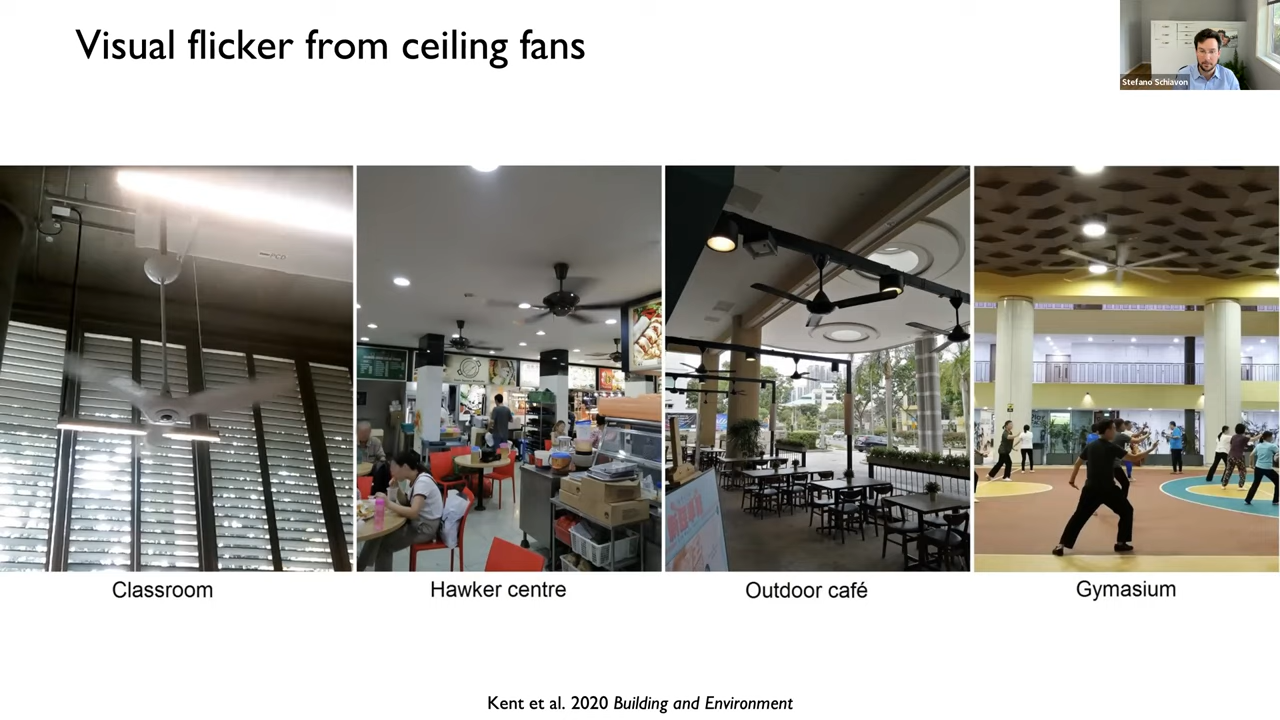 Visual flicker from ceiling fans
Stefano Schiavon
Classroom
Hawker centre
Outdoor café
Gymasium
Kent et al. 2020 Building and Environment